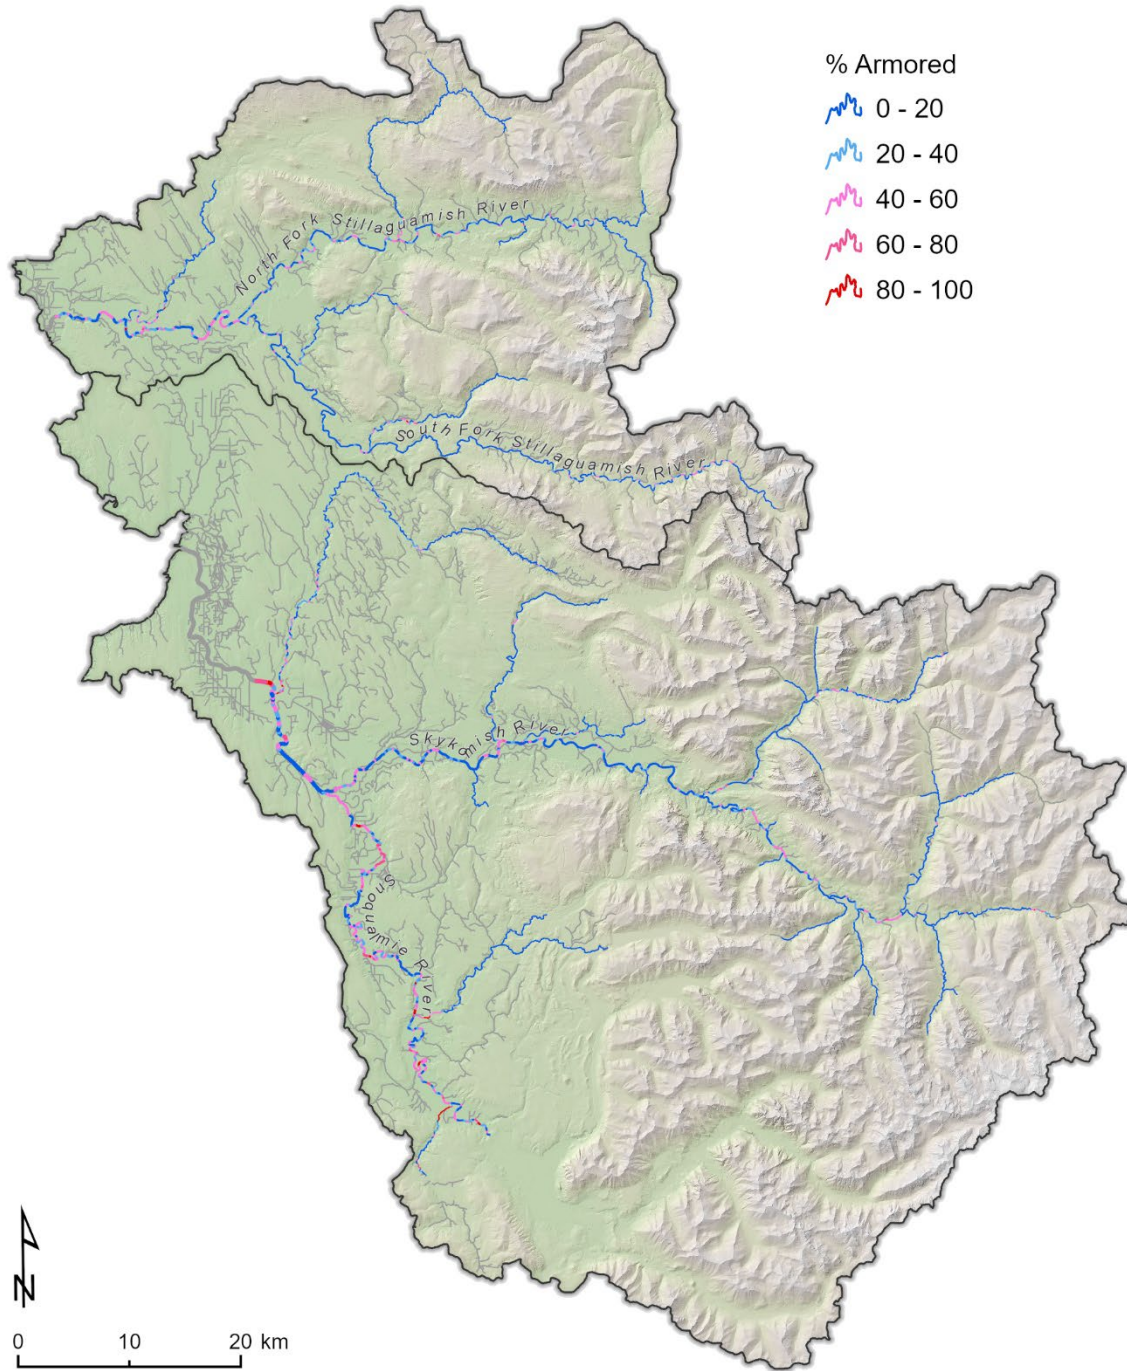 % Armored
0 - 20
20 - 40
40 - 60
60 - 80
80 - 100
North Fork Stillaguamish River
South Fork Stillaguamish River
Skykomish River
Snoqualmie River
N
0 10 20 km